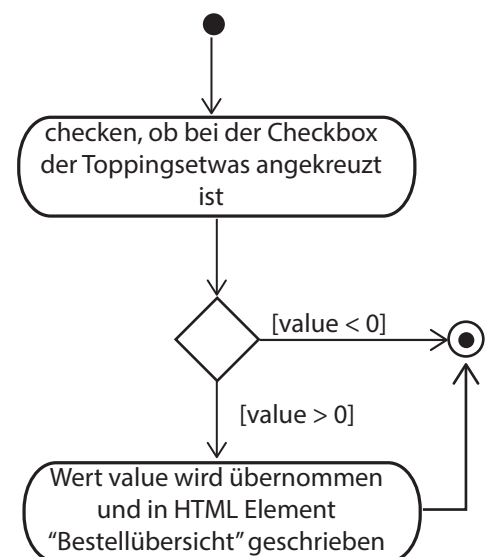 checken, ob bei der Checkbox
der Toppingsetwas angekreuzt
ist
[value < 0]
[value > 0]
Wert value wird übernommen
und in HTML Element
“Bestellübersicht” geschrieben